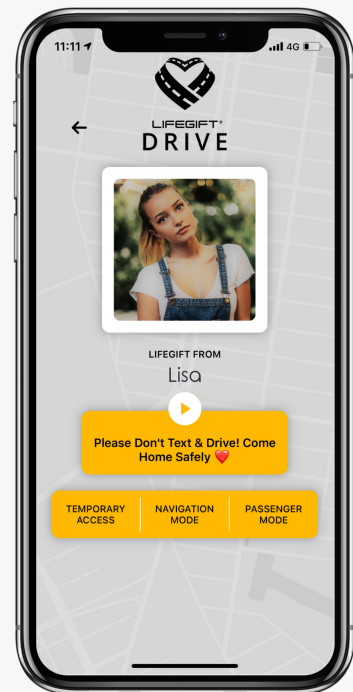 11:11
4G
LIFEGIFT®
DRIVE
LIFEGIFT FROM
Lisa
Please Don't Text & Drive! Come
Home Safely ❤️
TEMPORARY
ACCESS
NAVIGATION
MODE
PASSENGER
MODE